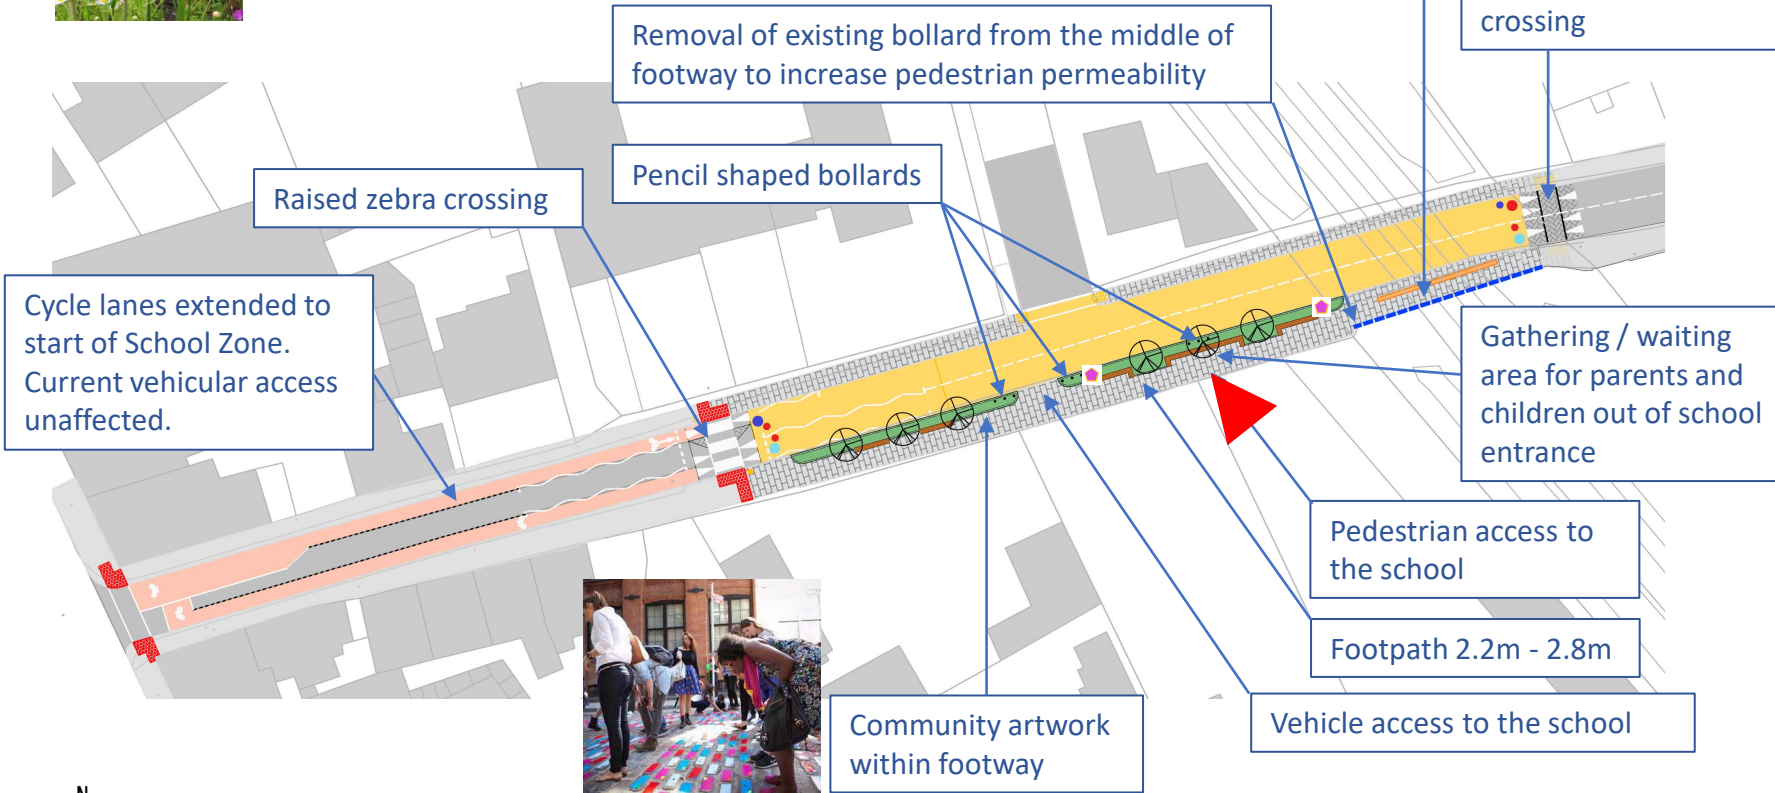 crossing
Removal of existing bollard from the middle of
footway to increase pedestrian permeability
Pencil shaped bollards
Raised zebra crossing
Cycle lanes extended to
start of School Zone.
Current vehicular access
unaffected.
Gathering / waiting
area for parents and
children out of school
entrance
Pedestrian access to
the school
Footpath 2.2m - 2.8m
Vehicle access to the school
Community artwork
within footway
N